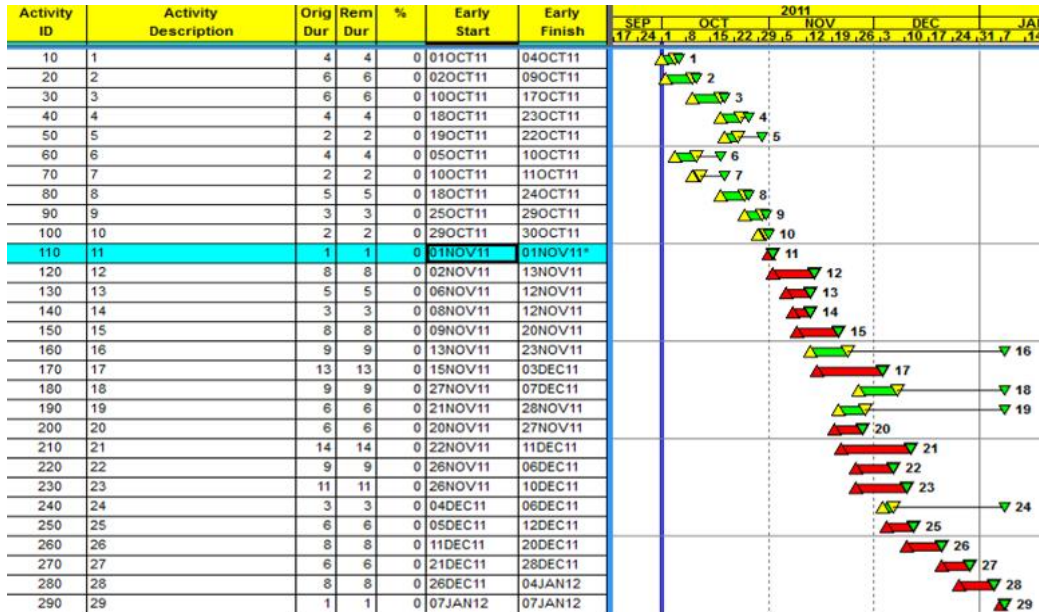 Activity ID Activity Description Orig Dur Rem Dur % Early Start Early Finish
2011
SEP OCT NOV DEC JAN
17 24 1 8 15 22 29 5 12 19 26 3 10 17 24 31 7 14
10 1 4 4 0 01OCT11 04OCT11 1
20 2 6 6 0 02OCT11 09OCT11 2
30 3 6 6 0 10OCT11 17OCT11 3
40 4 4 4 0 18OCT11 23OCT11 4
50 5 2 2 0 19OCT11 22OCT11 5
60 6 4 4 0 05OCT11 10OCT11 6
70 7 2 2 0 10OCT11 11OCT11 7
80 8 5 5 0 18OCT11 24OCT11 8
90 9 3 3 0 25OCT11 29OCT11 9
100 10 2 2 0 29OCT11 30OCT11 10
110 11 1 1 0 01NOV11 01NOV11* 11
120 12 8 8 0 02NOV11 13NOV11 12
130 13 5 5 0 06NOV11 12NOV11 13
140 14 3 3 0 08NOV11 12NOV11 14
150 15 8 8 0 09NOV11 20NOV11 15
160 16 9 9 0 13NOV11 23NOV11 16
170 17 13 13 0 15NOV11 03DEC11 17
180 18 9 9 0 27NOV11 07DEC11 18
190 19 6 6 0 21NOV11 28NOV11 19
200 20 6 6 0 20NOV11 27NOV11 20
210 21 14 14 0 22NOV11 11DEC11 21
220 22 9 9 0 26NOV11 06DEC11 22
230 23 11 11 0 26NOV11 10DEC11 23
240 24 3 3 0 04DEC11 06DEC11 24
250 25 6 6 0 05DEC11 12DEC11 25
260 26 8 8 0 11DEC11 20DEC11 26
270 27 6 6 0 21DEC11 28DEC11 27
280 28 8 8 0 26DEC11 04JAN12 28
290 29 1 1 0 07JAN12 07JAN12 29